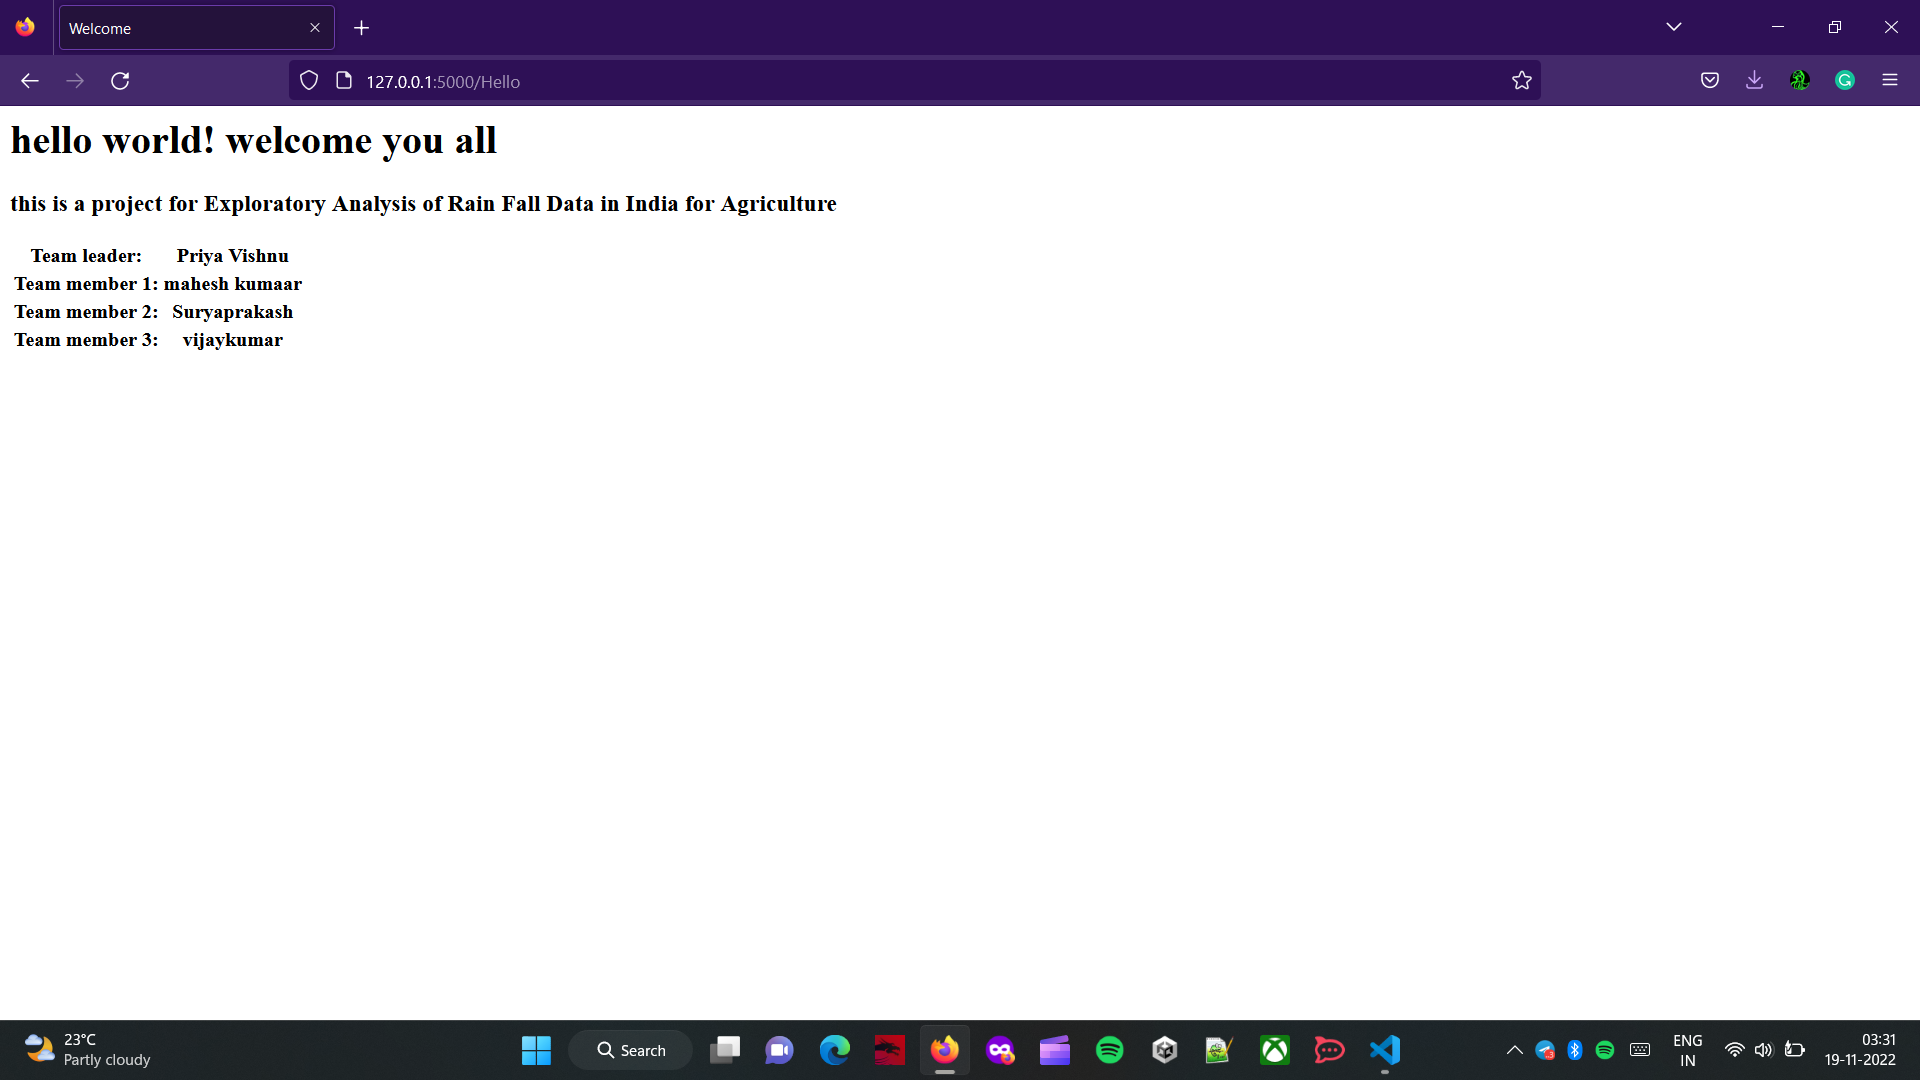 Welcome
127.0.0.1:5000/Hello
hello world! welcome you all
this is a project for Exploratory Analysis of Rain Fall Data in India for Agriculture
Team leader: Priya Vishnu
Team member 1: mahesh kumaar
Team member 2: Suryaprakash
Team member 3: vijaykumar
23°C
Partly cloudy
Search
ENG
IN
03:31
19-11-2022